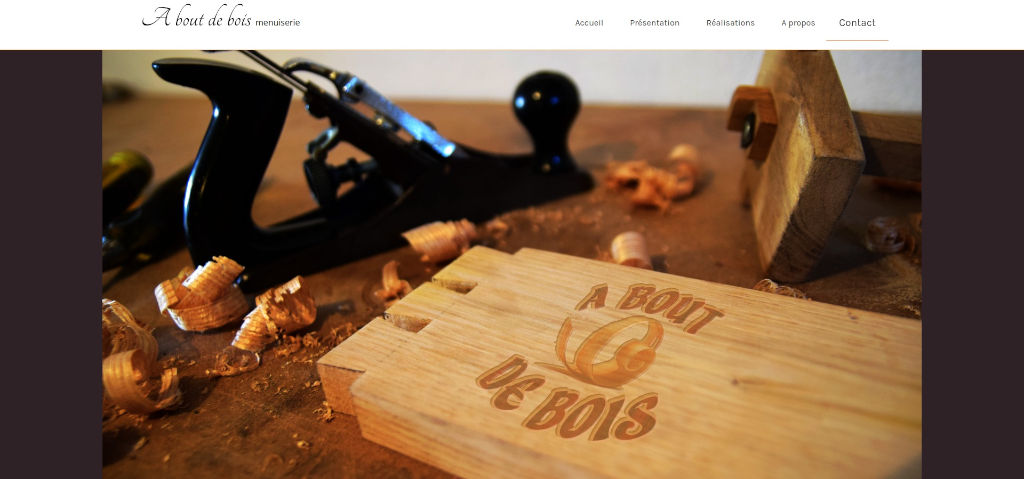 A bout de bois menuiserie
Accueil Présentation Réalisations A propos Contact
A BOUT
DE BOIS